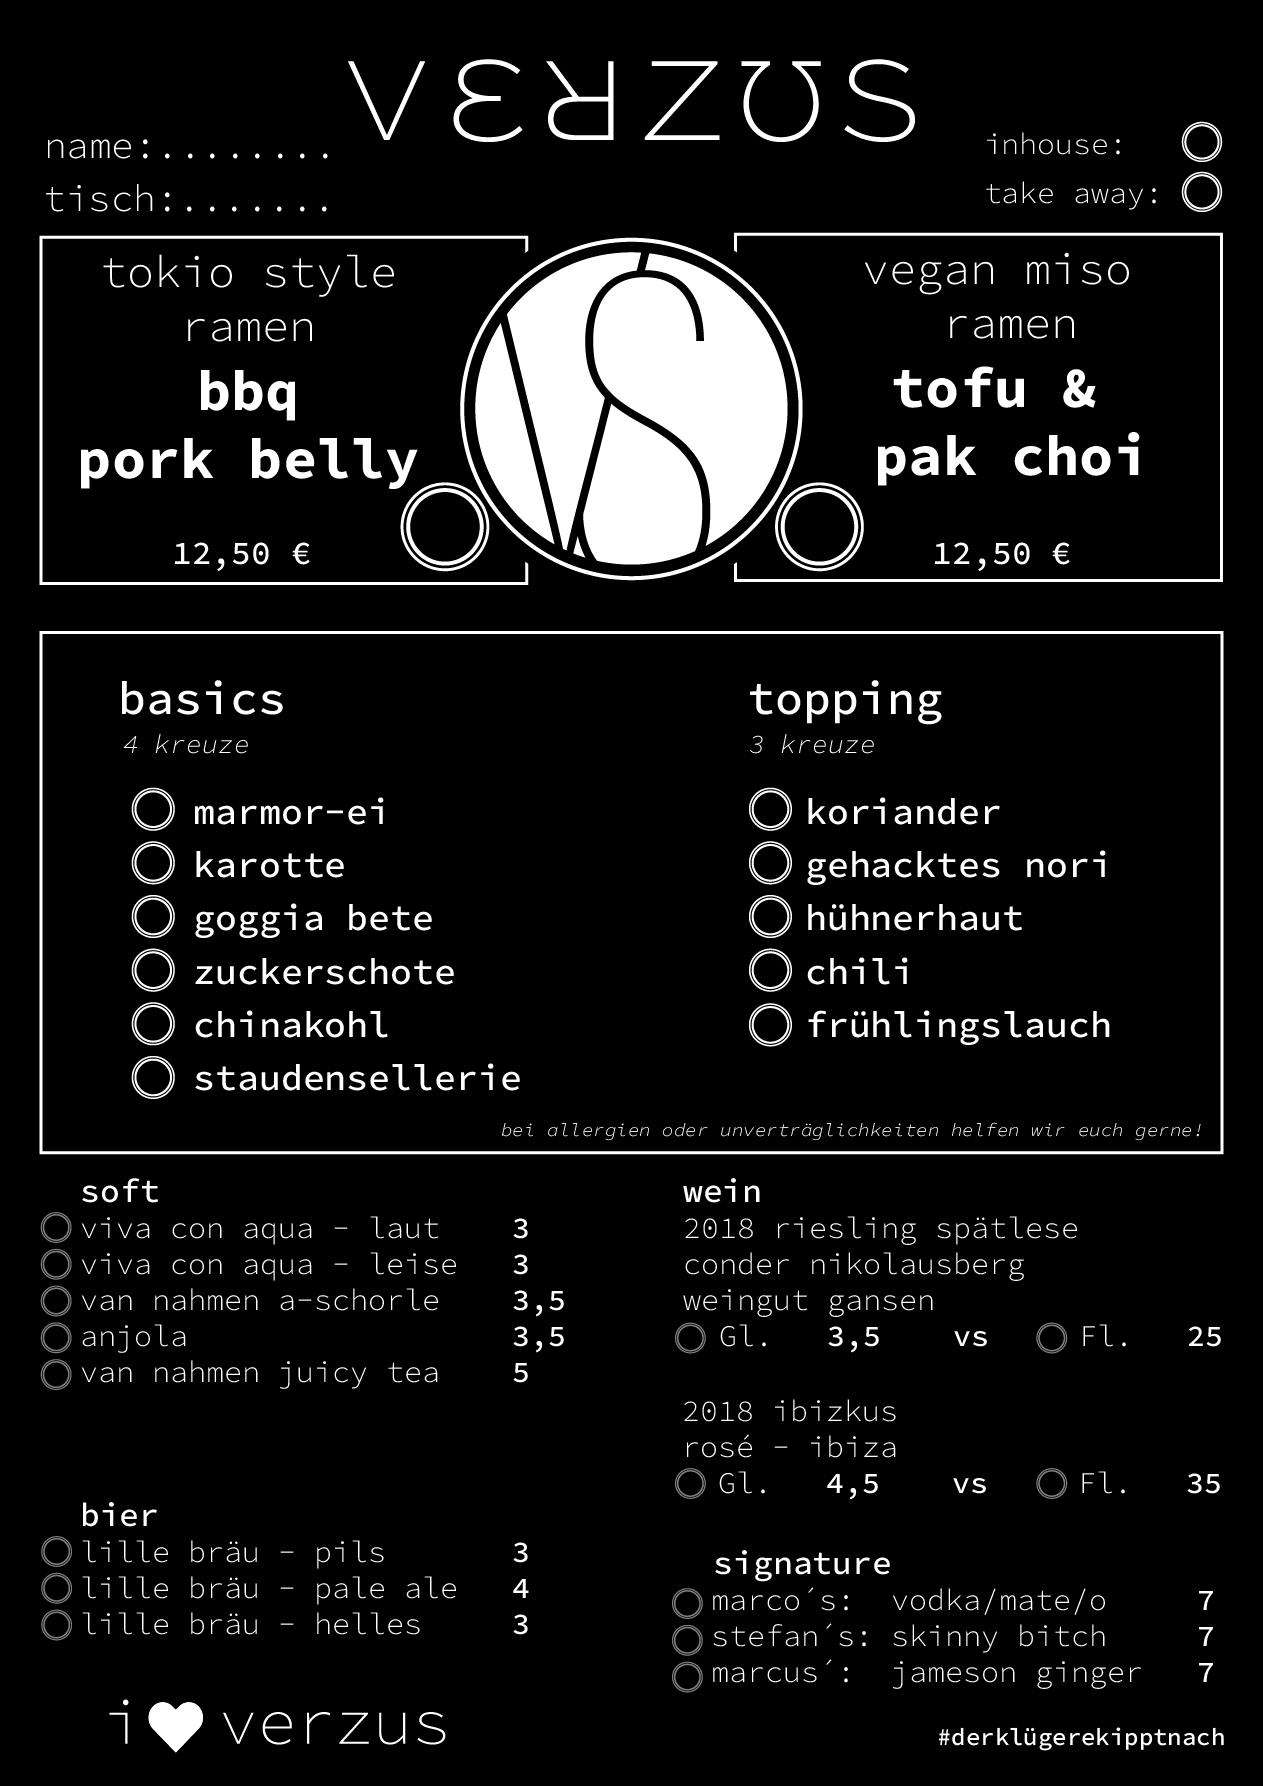 VERZUS
name:........
tisch:.......
inhouse:
take away:
tokio style
ramen
bbq
pork belly
12,50 €
VS
vegan miso
ramen
tofu &
pak choi
12,50 €
basics
4 kreuze
marmor-ei
karotte
goggia bete
zuckerschote
chinakohl
staudensellerie
topping
3 kreuze
koriander
gehacktes nori
hühnerhaut
chili
frühlingslauch
bei allergien oder unverträglichkeiten helfen wir euch gerne!
soft
viva con aqua - laut 3
viva con aqua - leise 3
van nahmen a-schorle 3,5
anjola 3,5
van nahmen juicy tea 5
bier
lille bräu - pils 3
lille bräu - pale ale 4
lille bräu - helles 3
wein
2018 riesling spätlese
conder nikolausberg
weingut gansen
Gl. 3,5 vs Fl. 25
2018 ibizkus
rosé - ibiza
Gl. 4,5 vs Fl. 35
signature
marco´s: vodka/mate/o 7
stefan´s: skinny bitch 7
marcus´: jameson ginger 7
i ♥ verzus
#derklügerekipptnach